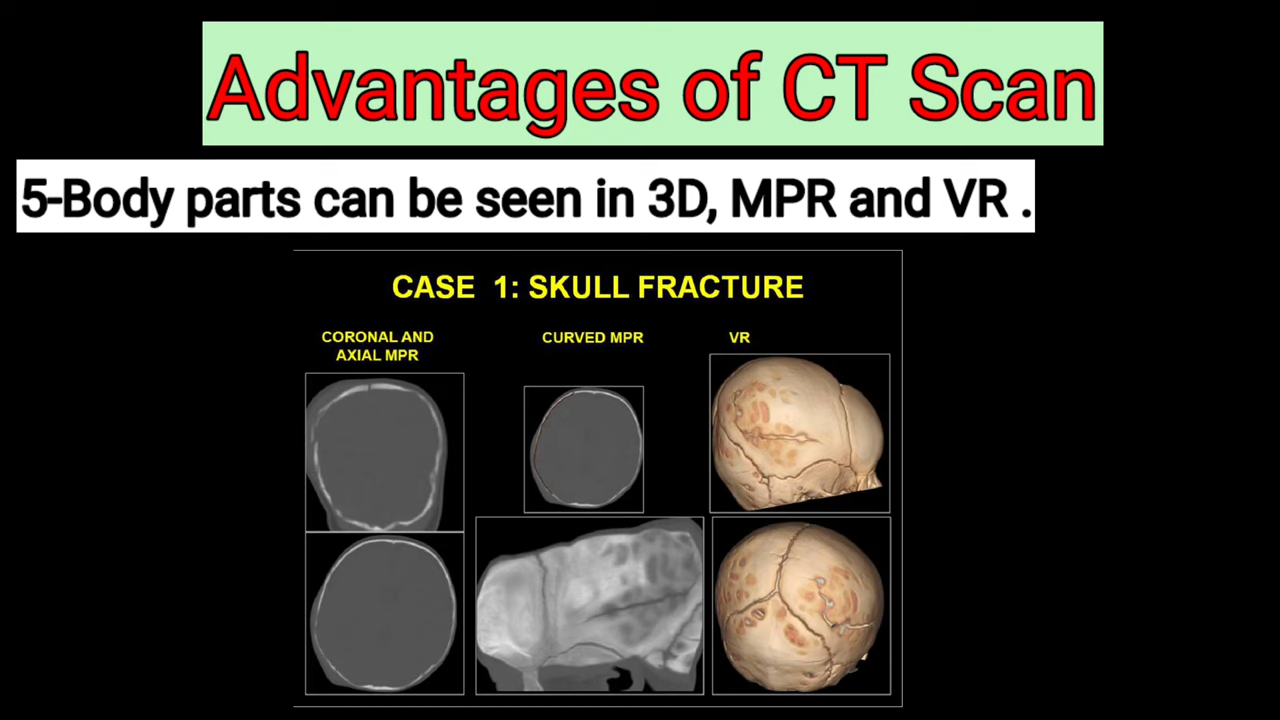 Advantages of CT Scan
5-Body parts can be seen in 3D, MPR and VR .
CASE 1: SKULL FRACTURE
CORONAL AND
AXIAL MPR
CURVED MPR
VR